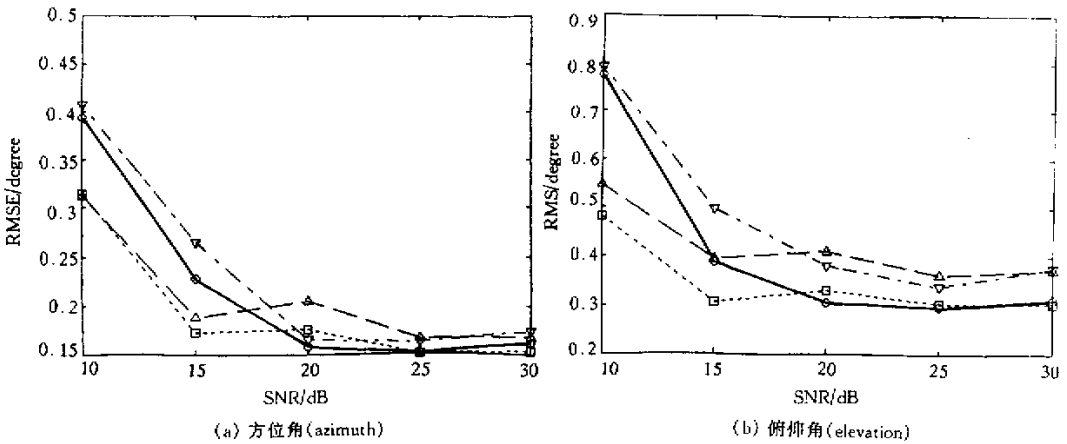 0.5
0.45
0.4
0.35
0.3
0.25
0.2
0.15
RMSE/degree
10 15 20 25 30
SNR/dB
(a) 方位角(azimuth)
0.9
0.8
0.7
0.6
0.5
0.4
0.3
0.2
RMS/degree
10 15 20 25 30
SNR/dB
(b) 俯仰角(elevation)